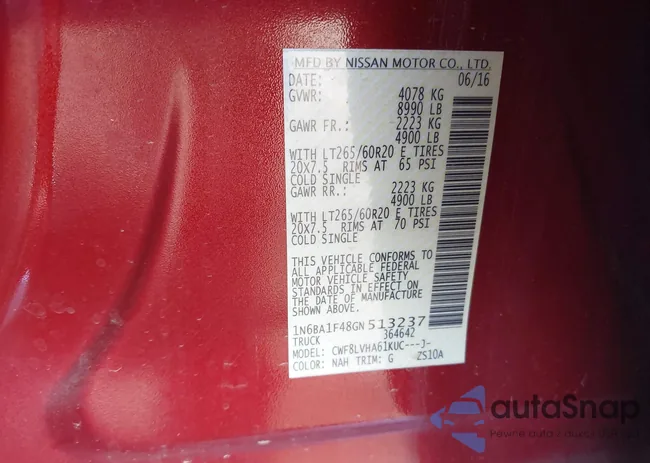 MFD BY NISSAN MOTOR CO., LTD.
DATE: 06/16
GVWR: 4078 KG
8990 LB
GAWR FR.: 2223 KG
4900 LB
WITH LT265/60R20 E TIRES
20X7.5 RIMS AT 65 PSI
COLD SINGLE
GAWR RR.: 2223 KG
4900 LB
WITH LT265/60R20 E TIRES
20X7.5 RIMS AT 70 PSI
COLD SINGLE
THIS VEHICLE CONFORMS TO
ALL APPLICABLE FEDERAL
MOTOR VEHICLE SAFETY
STANDARDS IN EFFECT ON
THE DATE OF MANUFACTURE
SHOWN ABOVE.
1N6BA1F48GN513237
TRUCK 364642
MODEL: CWF8LVHA61KUC---J-
COLOR: NAH TRIM: G ZS10A
autoSnap
Pewne auta z aukcji